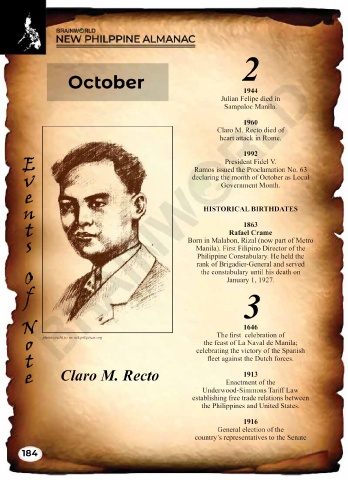 BRAINWORLD
NEW PHILPPINE ALMANAC
October
Events Of Note
Claro M. Recto
184
2
1944
Julian Felipe died in
Sampaloc Manila.
1960
Claro M. Recto died of
heart attack in Rome.
1992
President Fidel V.
Ramos issued the Proclamation No. 63
declaring the month of October as Local
Government Month.
HISTORICAL BIRTHDATES
1863
Rafael Crame
Born in Malabon, Rizal (now part of Metro
Manila). First Filipino Director of the
Philippine Constabulary. He held the
rank of Brigadier-General and served
the constabulary until his death on
January 1, 1927.
3
1646
The first celebration of
the feast of La Naval de Manila;
celebrating the victory of the Spanish
fleet against the Dutch forces.
1913
Enactment of the
Underwood-Simmons Tariff Law
establishing free trade relations between
the Philippines and United States.
1916
General election of the
country's representatives to the Senate